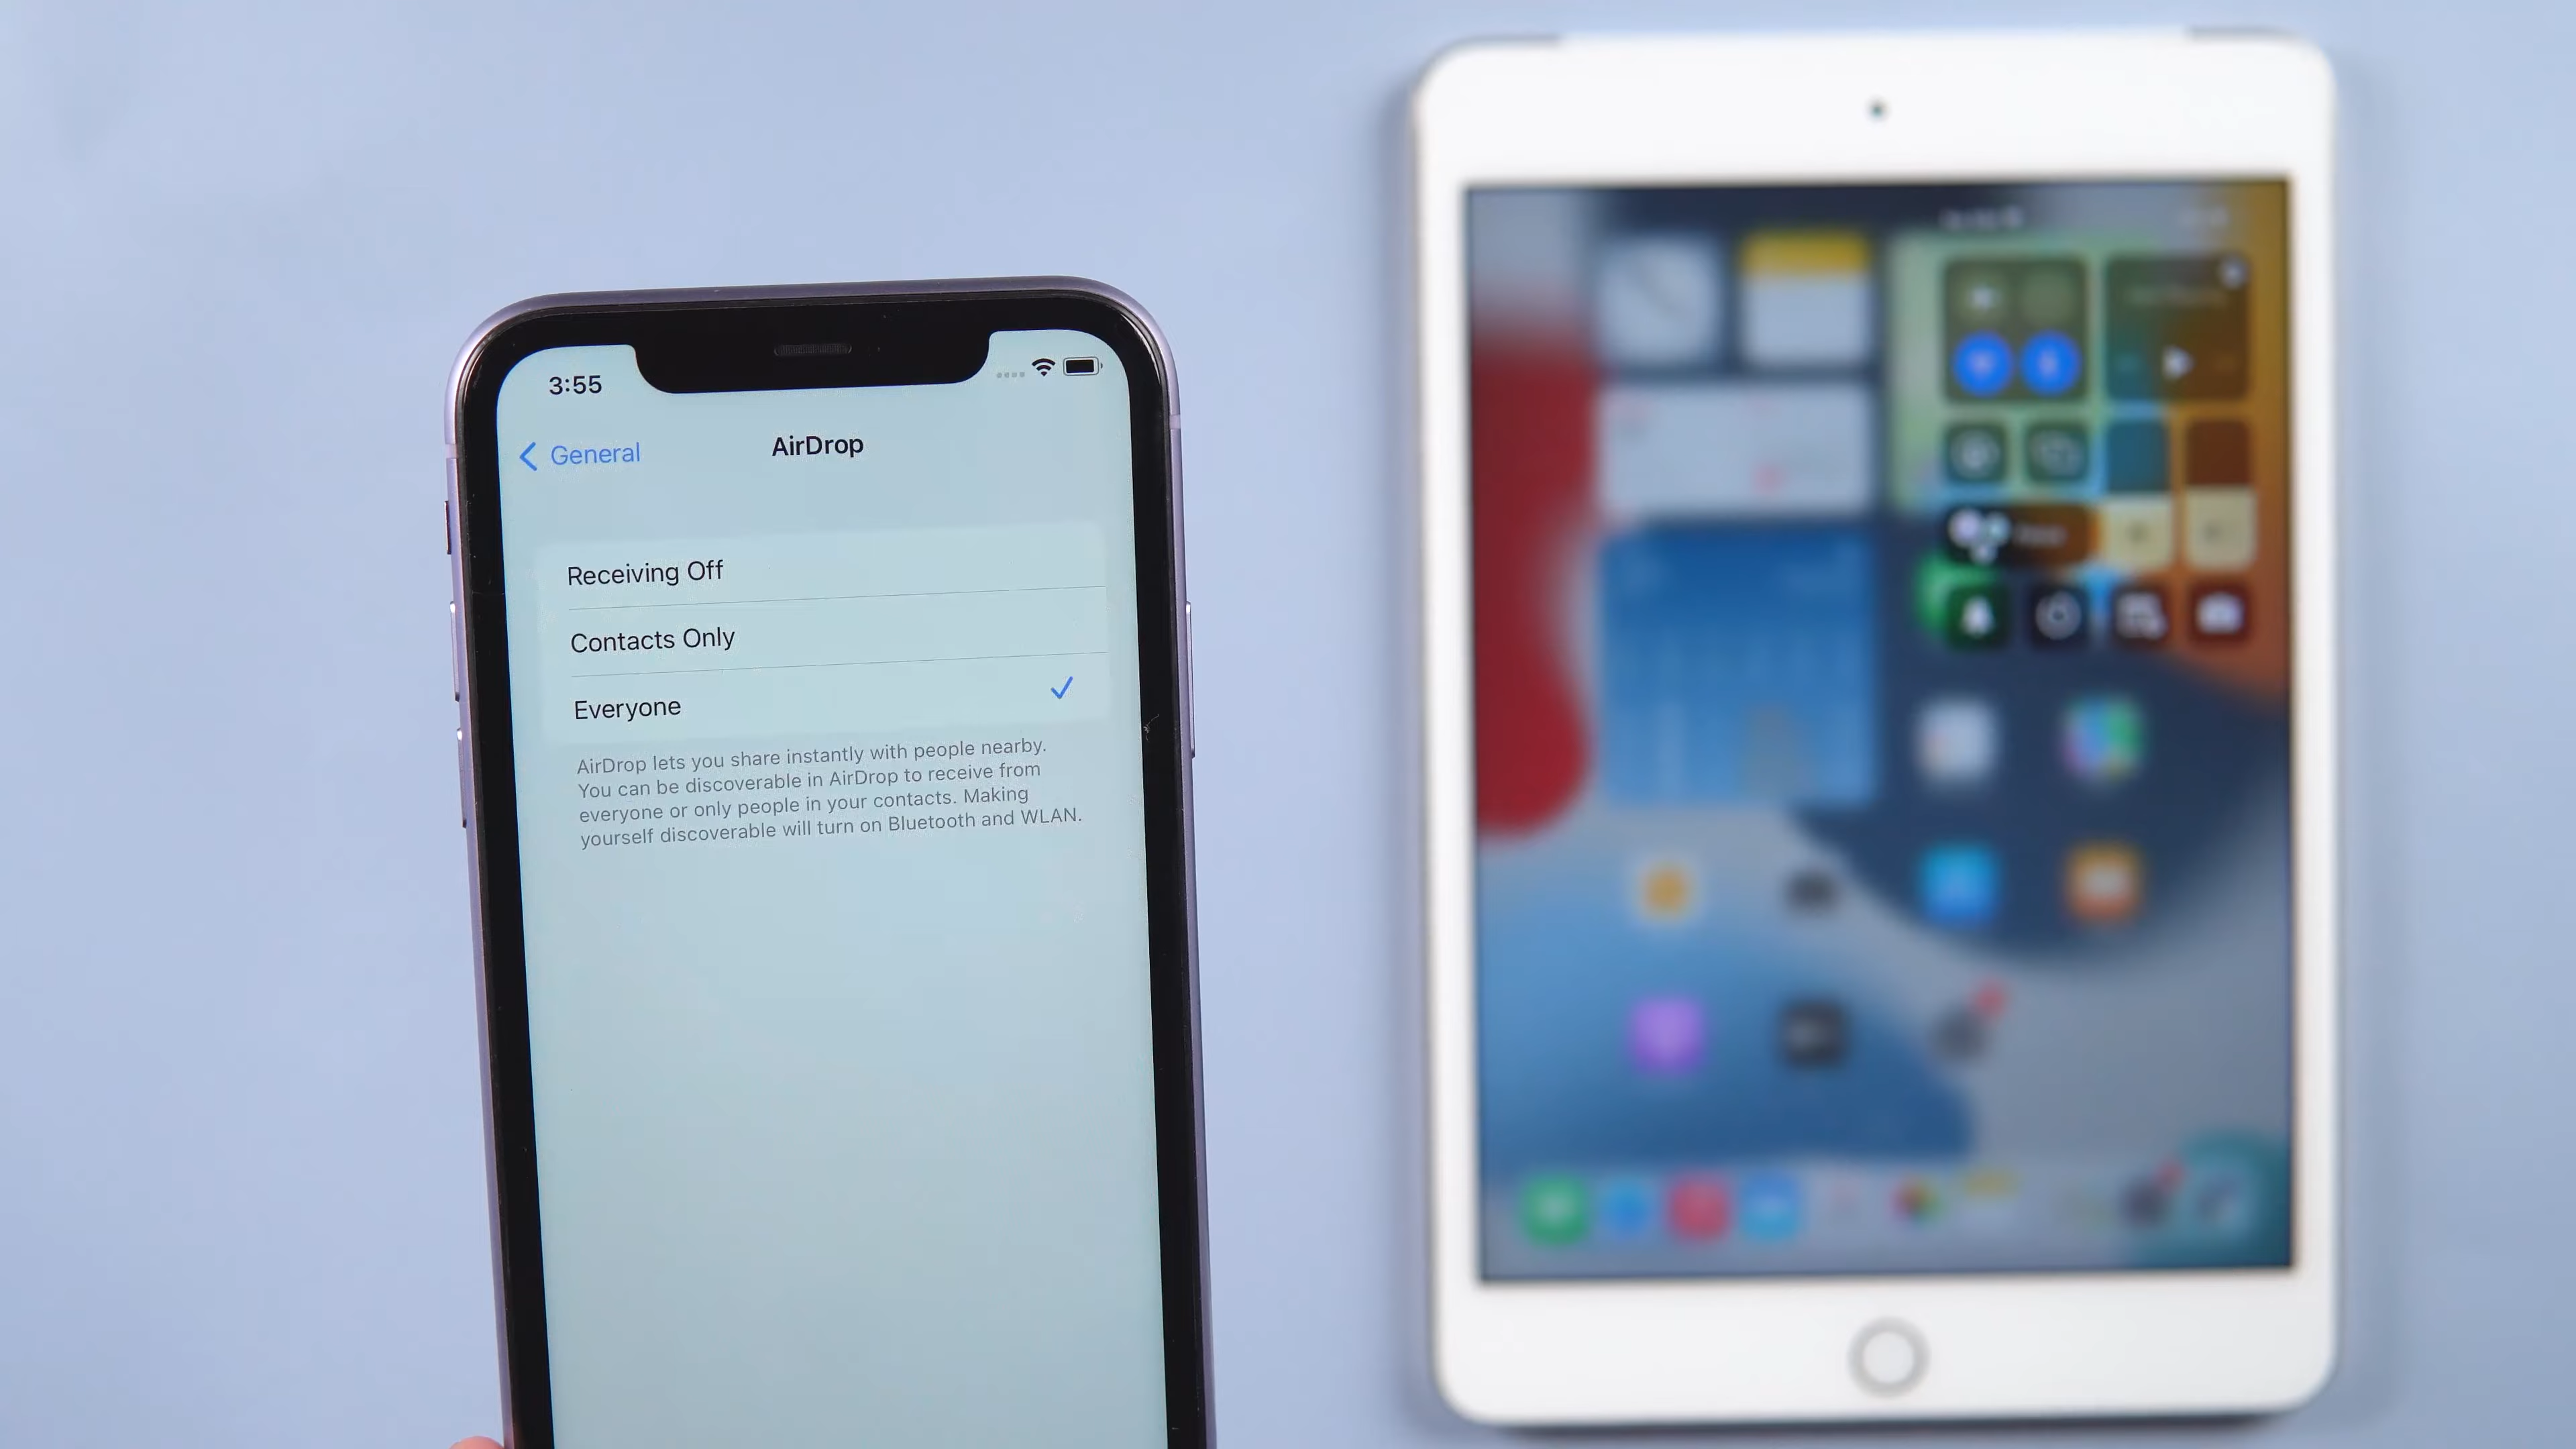 3:55
General
AirDrop
Receiving Off
Contacts Only
Everyone
AirDrop lets you share instantly with people nearby.
You can be discoverable in AirDrop to receive from
everyone or only people in your contacts. Making
yourself discoverable will turn on Bluetooth and WLAN.